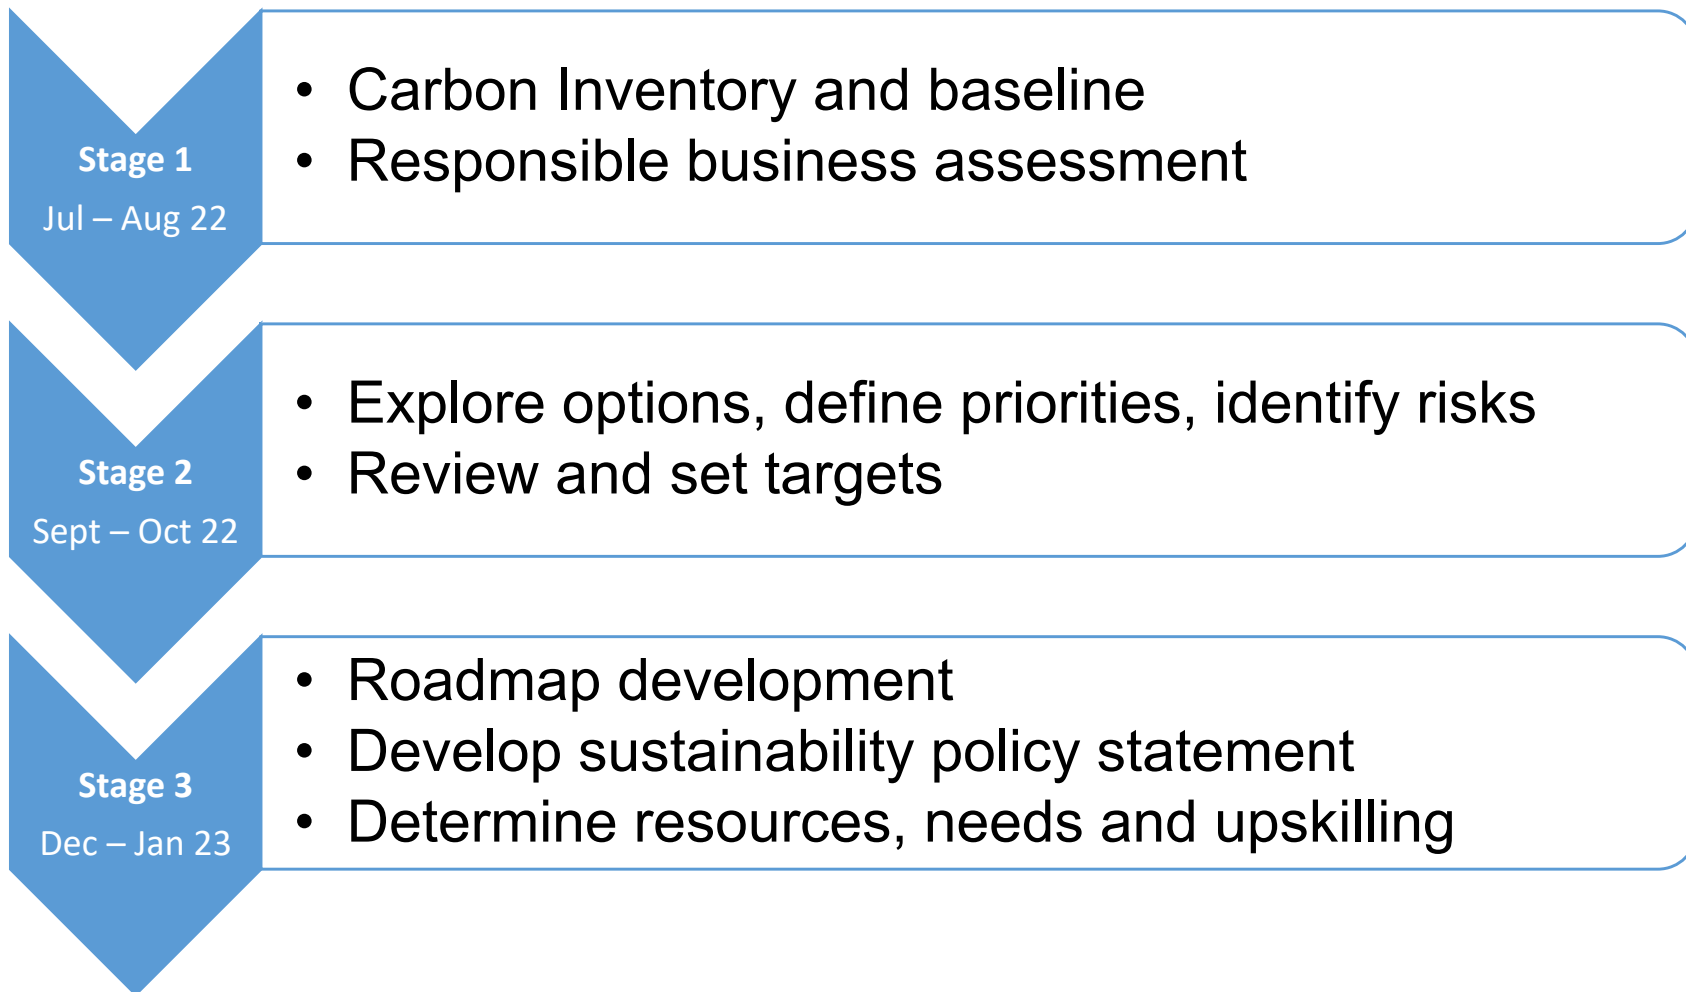 Stage 1
Jul – Aug 22
• Carbon Inventory and baseline
• Responsible business assessment
Stage 2
Sept – Oct 22
• Explore options, define priorities, identify risks
• Review and set targets
Stage 3
Dec – Jan 23
• Roadmap development
• Develop sustainability policy statement
• Determine resources, needs and upskilling